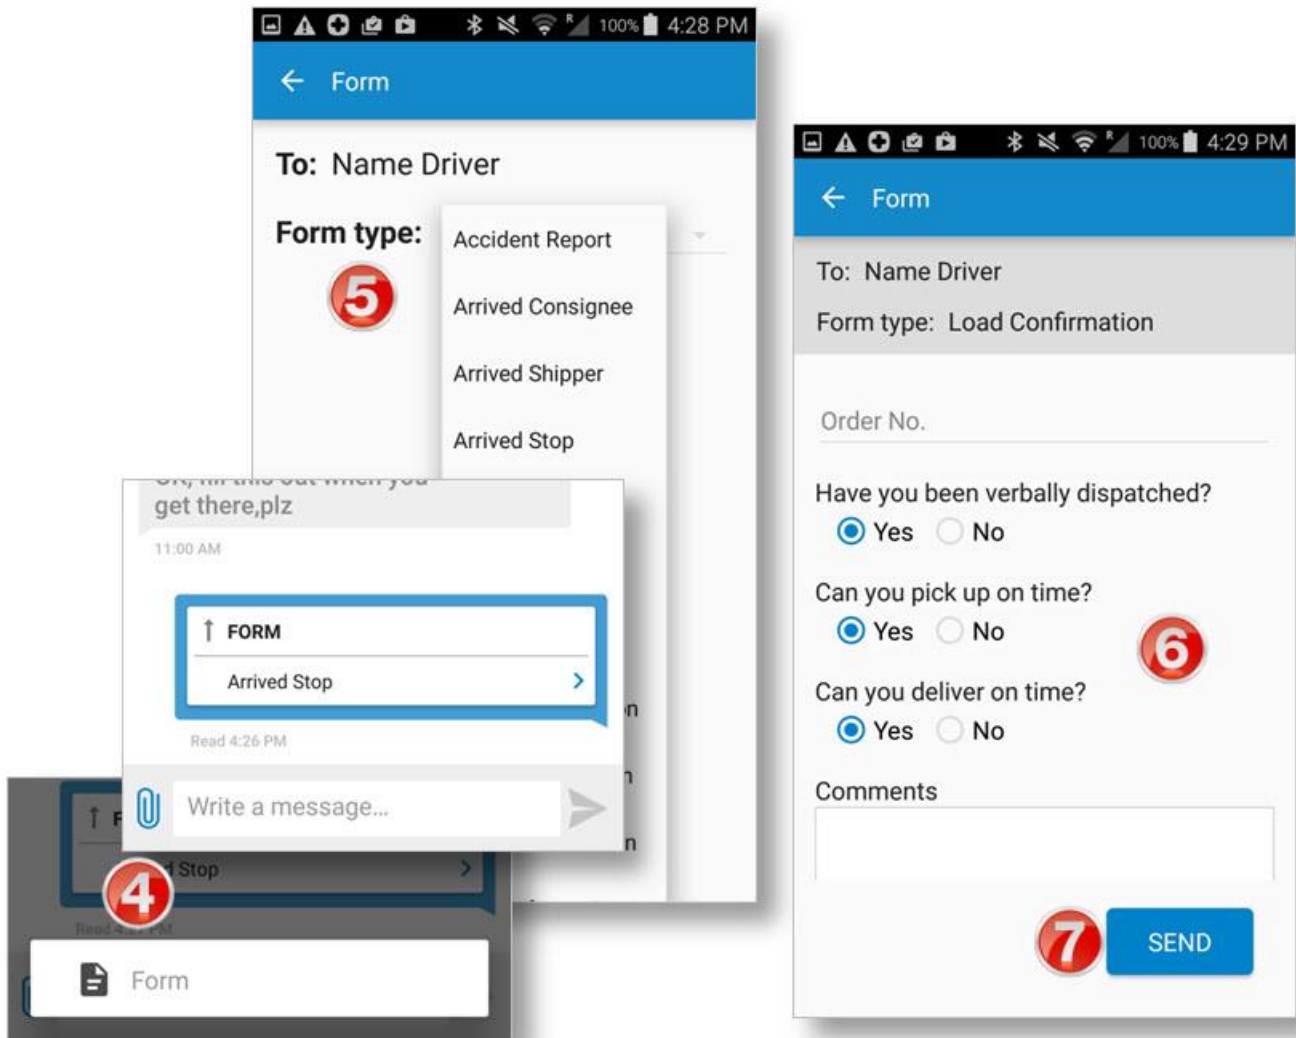 100% 4:28 PM
Form
To: Name Driver
Form type:
Accident Report
5
Arrived Consignee
Arrived Shipper
Arrived Stop
get there,plz
11:00 AM
FORM
Arrived Stop
Read 4:26 PM
Write a message...
4
Stop
Form
R 100% 4:29 PM
Form
To: Name Driver
Form type: Load Confirmation
Order No.
Have you been verbally dispatched?
Yes No
Can you pick up on time?
Yes No
6
Can you deliver on time?
Yes No
Comments
7
SEND